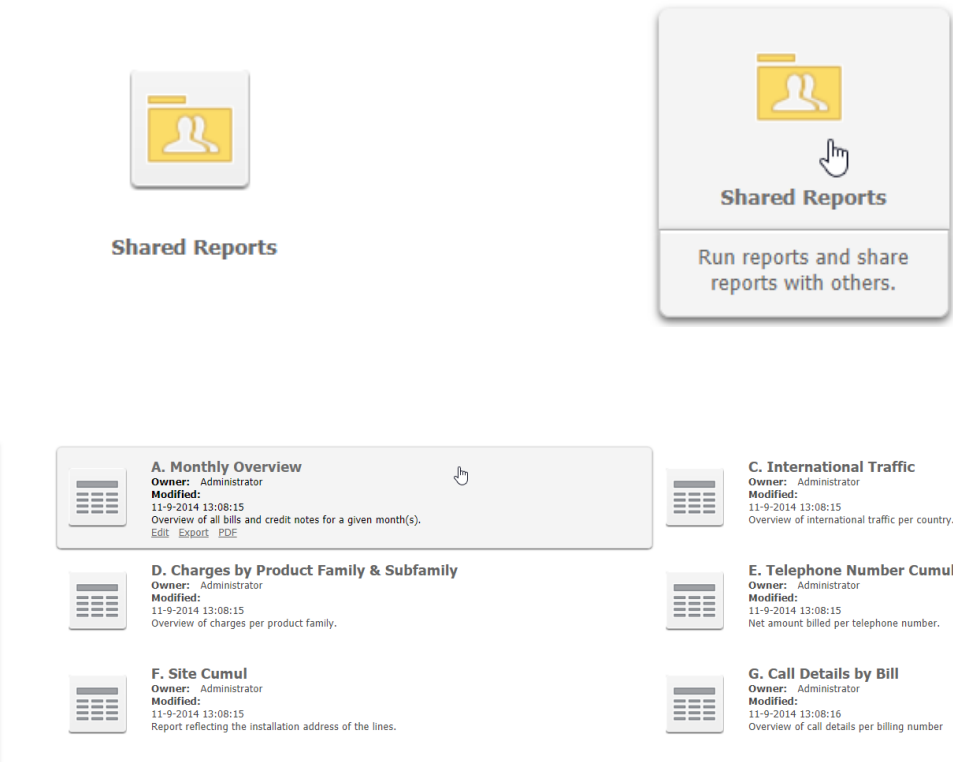 Shared Reports
Shared Reports
Run reports and share
reports with others.
A. Monthly Overview
Owner: Administrator
Modified:
11-9-2014 13:08:15
Overview of all bills and credit notes for a given month(s).
Edit Export PDF
C. International Traffic
Owner: Administrator
Modified:
11-9-2014 13:08:15
Overview of international traffic per country.
D. Charges by Product Family & Subfamily
Owner: Administrator
Modified:
11-9-2014 13:08:15
Overview of charges per product family.
E. Telephone Number Cumul
Owner: Administrator
Modified:
11-9-2014 13:08:15
Net amount billed per telephone number.
F. Site Cumul
Owner: Administrator
Modified:
11-9-2014 13:08:15
Report reflecting the installation address of the lines.
G. Call Details by Bill
Owner: Administrator
Modified:
11-9-2014 13:08:16
Overview of call details per billing number